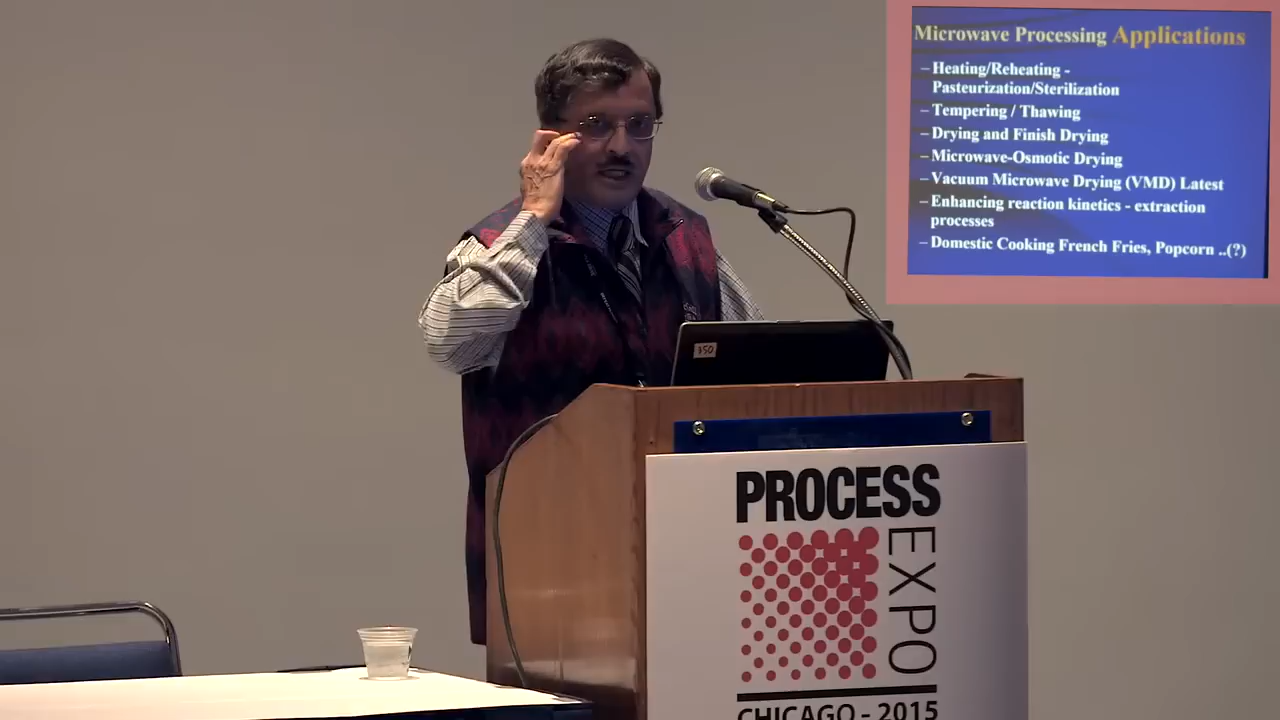 Microwave Processing Applications
–Heating/Reheating -
Pasteurization/Sterilization
–Tempering / Thawing
–Drying and Finish Drying
–Microwave-Osmotic Drying
–Vacuum Microwave Drying (VMD) Latest
–Enhancing reaction kinetics - extraction
processes
–Domestic Cooking French Fries, Popcorn ..(?)
350
PROCESS
EXPO
CHICAGO - 2015